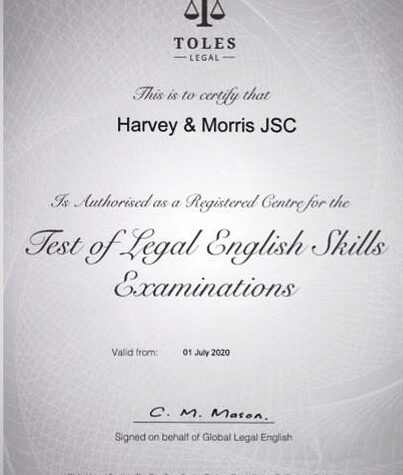 TOLES
LEGAL
This is to certify that
Harvey & Morris JSC
Is Authorised as a Registered Centre for the
Test of Legal English Skills
Examinations
Valid from: 01 July 2020
C. M. Mason.
Signed on behalf of Global Legal English